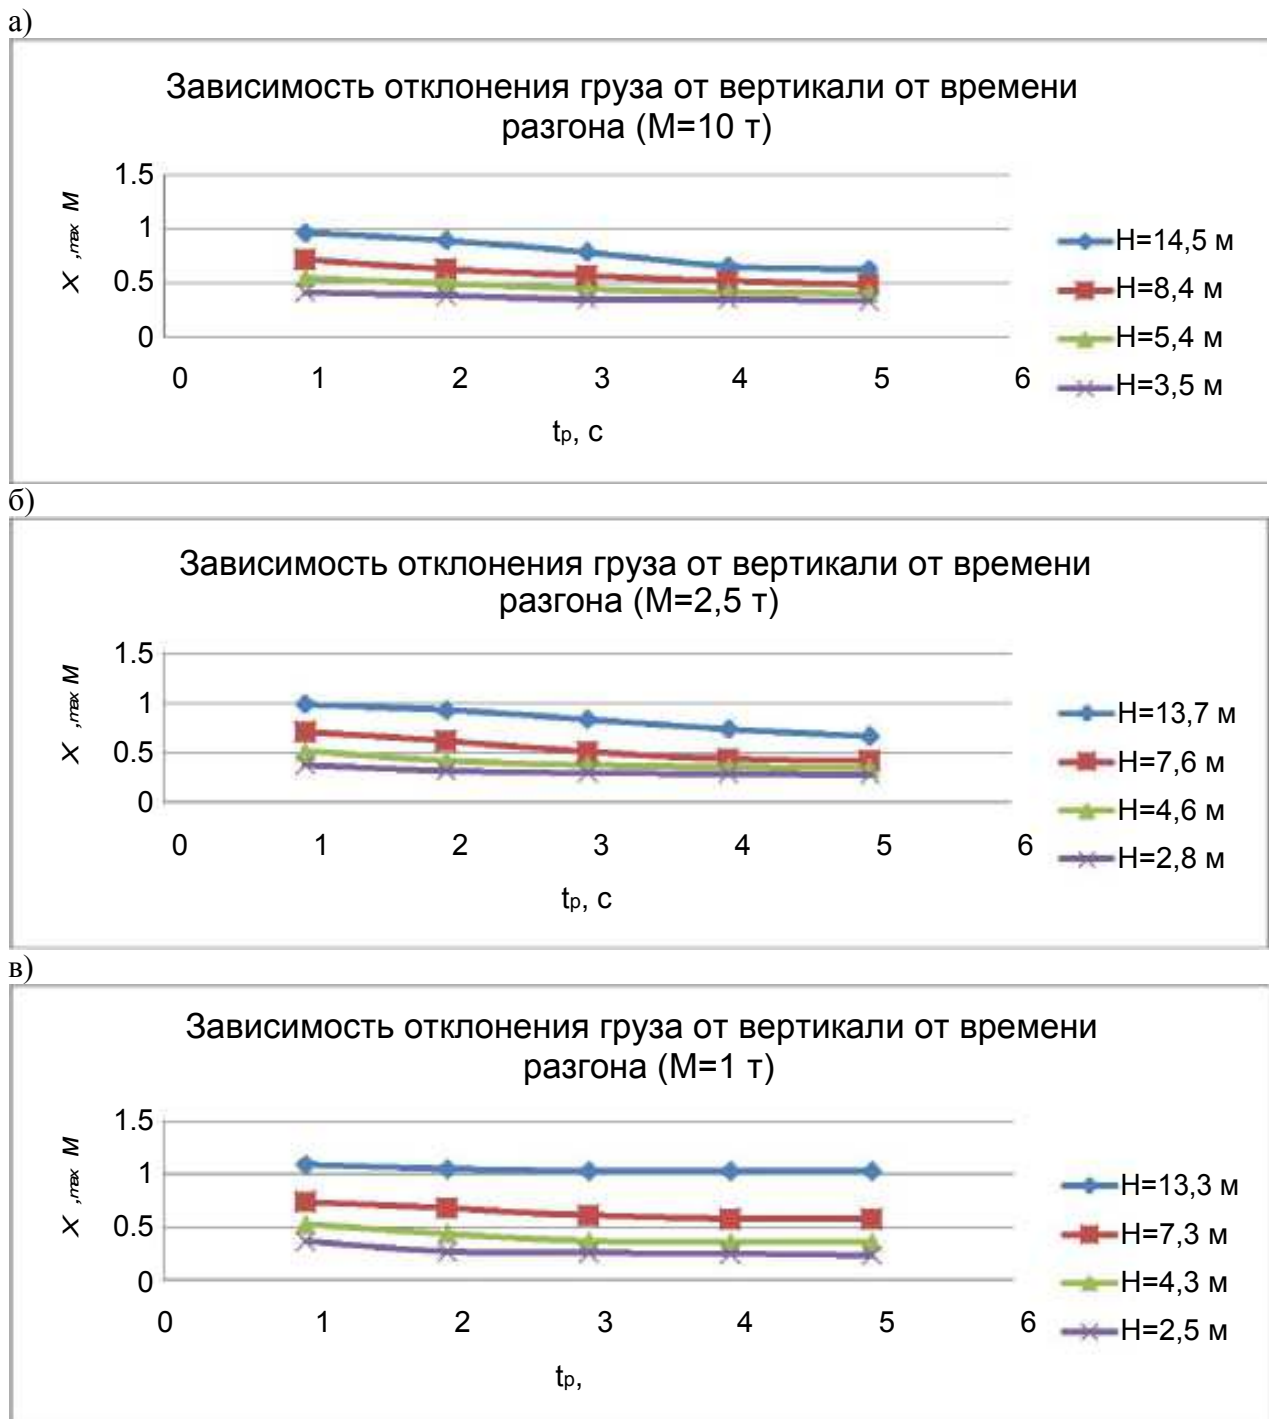 а)
Зависимость отклонения груза от вертикали от времени
разгона (М=10 т)
X ,max М
1.5
1
0.5
0
0 1 2 3 4 5 6
tр, с
Н=14,5 м
Н=8,4 м
Н=5,4 м
Н=3,5 м
б)
Зависимость отклонения груза от вертикали от времени
разгона (М=2,5 т)
X ,max М
1.5
1
0.5
0
0 1 2 3 4 5 6
tр, с
Н=13,7 м
Н=7,6 м
Н=4,6 м
Н=2,8 м
в)
Зависимость отклонения груза от вертикали от времени
разгона (М=1 т)
X ,max М
1.5
1
0.5
0
0 1 2 3 4 5 6
tр,
Н=13,3 м
Н=7,3 м
Н=4,3 м
Н=2,5 м